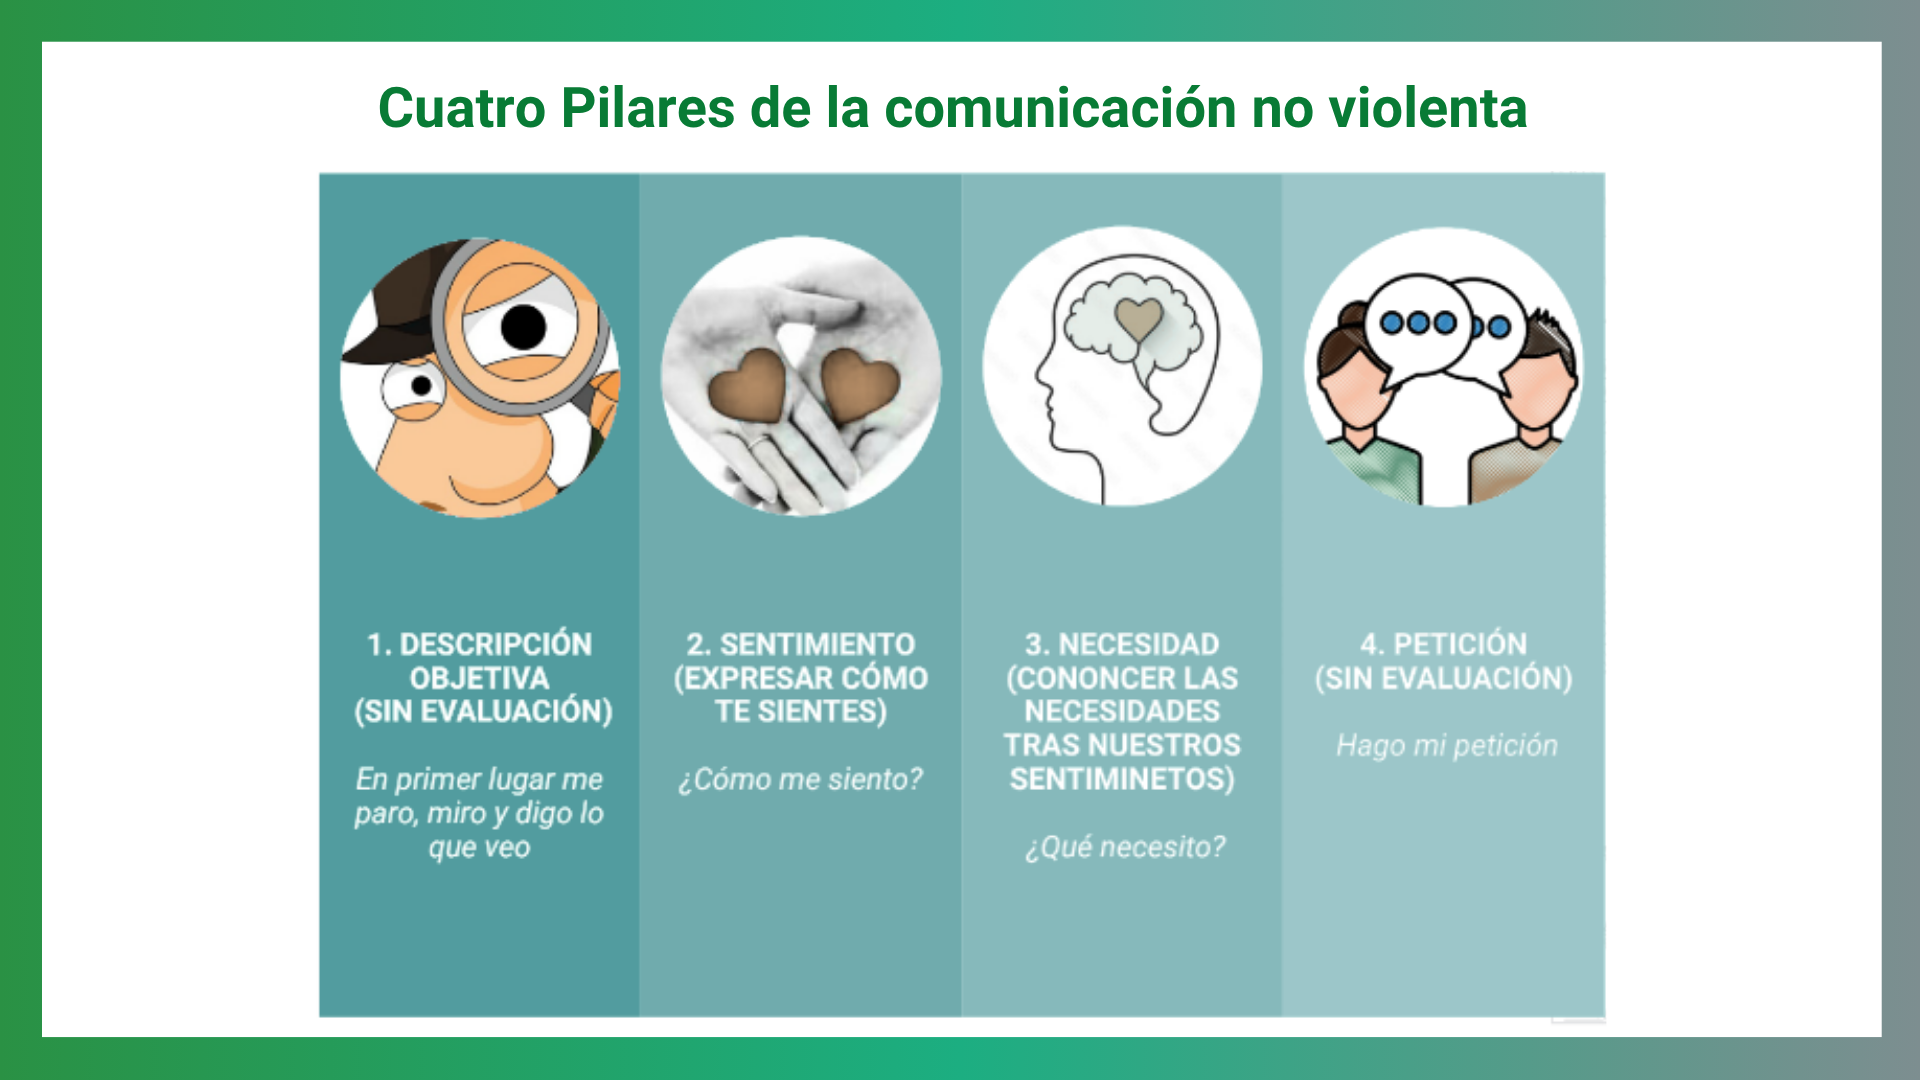 Cuatro Pilares de la comunicación no violenta
1. DESCRIPCIÓN
OBJETIVA
(SIN EVALUACIÓN)
En primer lugar me
paro, miro y digo lo
que veo
2. SENTIMIENTO
(EXPRESAR CÓMO
TE SIENTES)
¿Cómo me siento?
3. NECESIDAD
(CONONCER LAS
NECESIDADES
TRAS NUESTROS
SENTIMINETOS)
¿Qué necesito?
4. PETICIÓN
(SIN EVALUACIÓN)
Hago mi petición